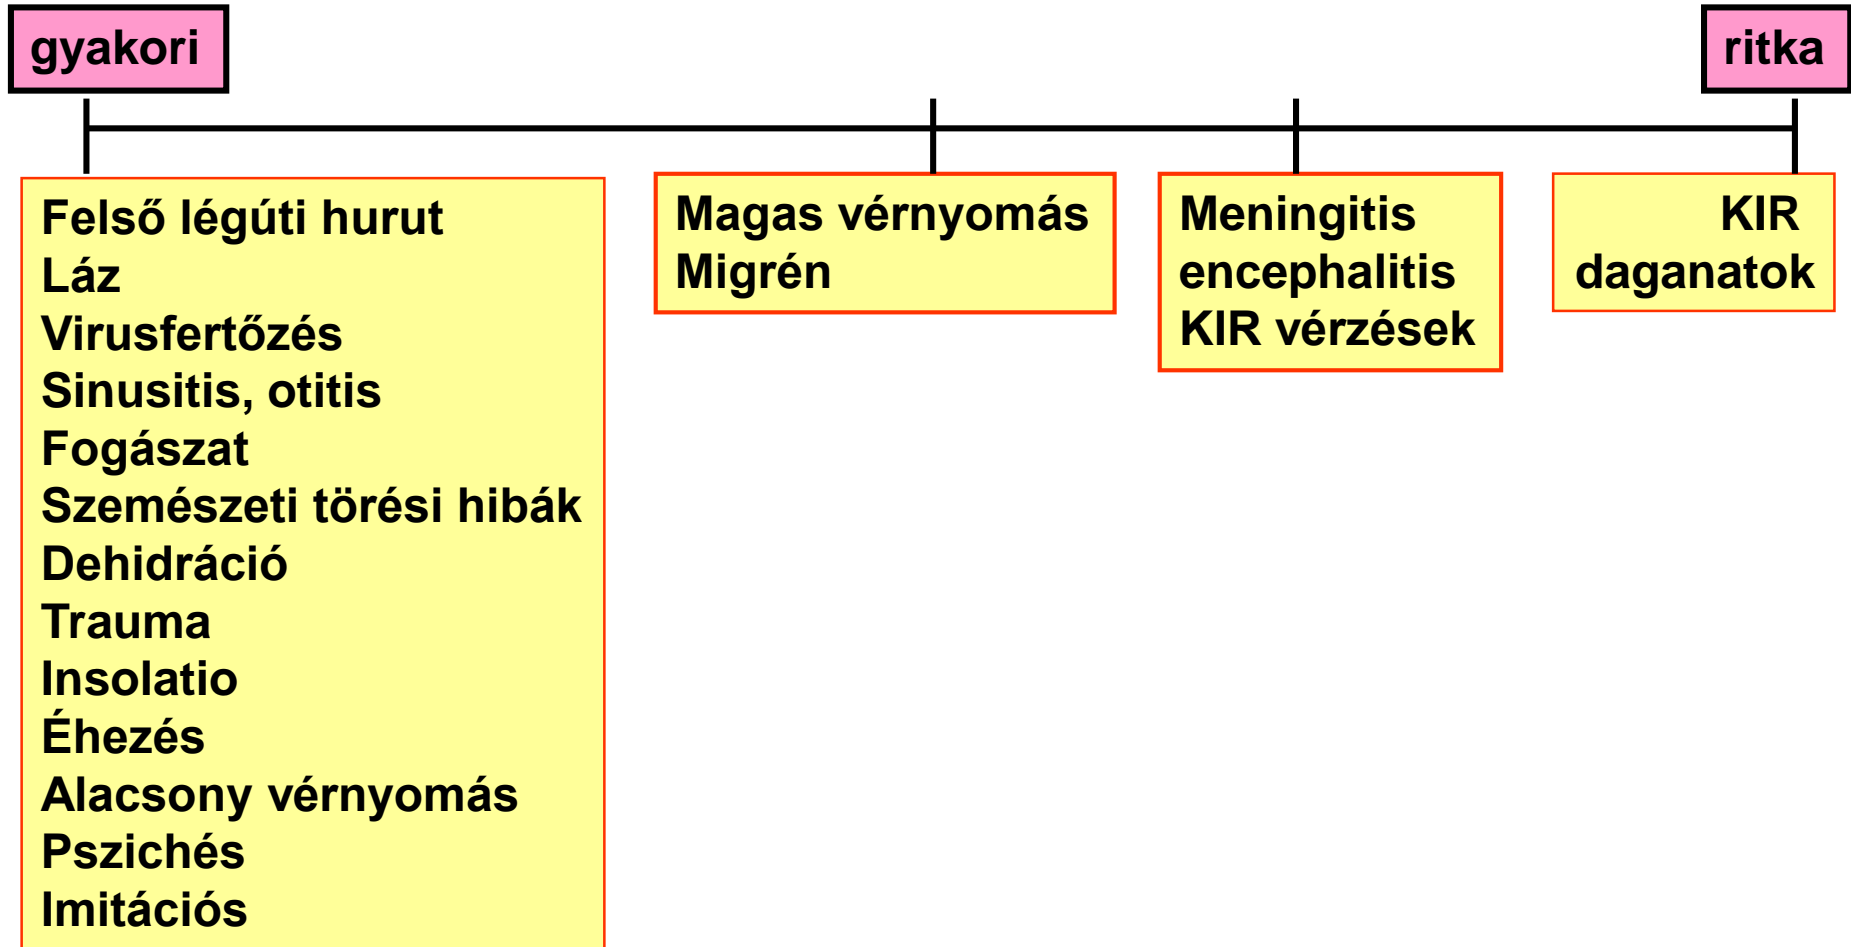 gyakori
ritka
Felső légúti hurut
Láz
Virusfertőzés
Sinusitis, otitis
Fogászat
Szemészeti törési hibák
Dehidráció
Trauma
Insolatio
Éhezés
Alacsony vérnyomás
Pszichés
Imitációs
Magas vérnyomás
Migrén
Meningitis
encephalitis
KIR vérzések
KIR
daganatok